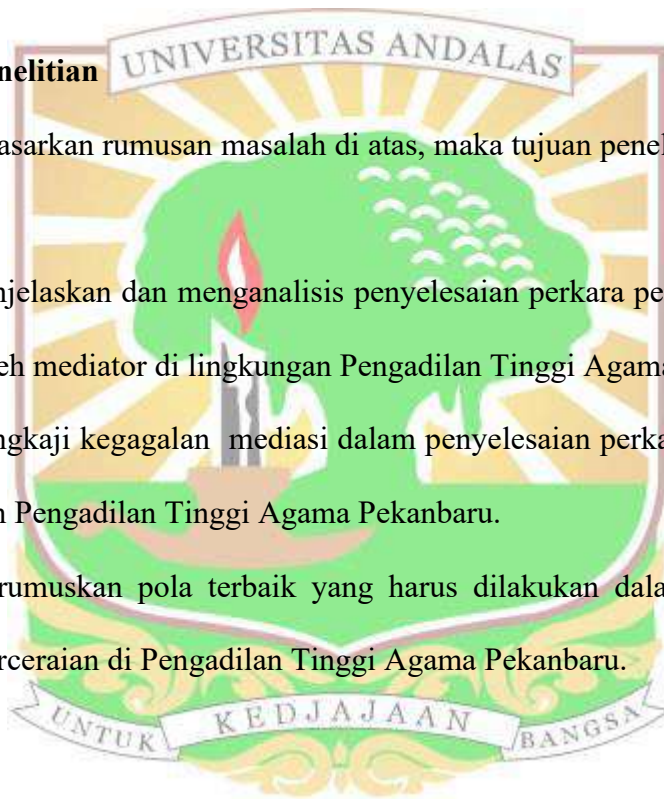 UNIVERSITAS ANDALAS
nelitian
asarkan rumusan masalah di atas, maka tujuan penel
njelaskan dan menganalisis penyelesaian perkara pe
eh mediator di lingkungan Pengadilan Tinggi Agama
ngkaji kegagalan mediasi dalam penyelesaian perka
n Pengadilan Tinggi Agama Pekanbaru.
rumuskan pola terbaik yang harus dilakukan dala
rceraian di Pengadilan Tinggi Agama Pekanbaru.
UNTUK KEDJAJAAN BANGSA